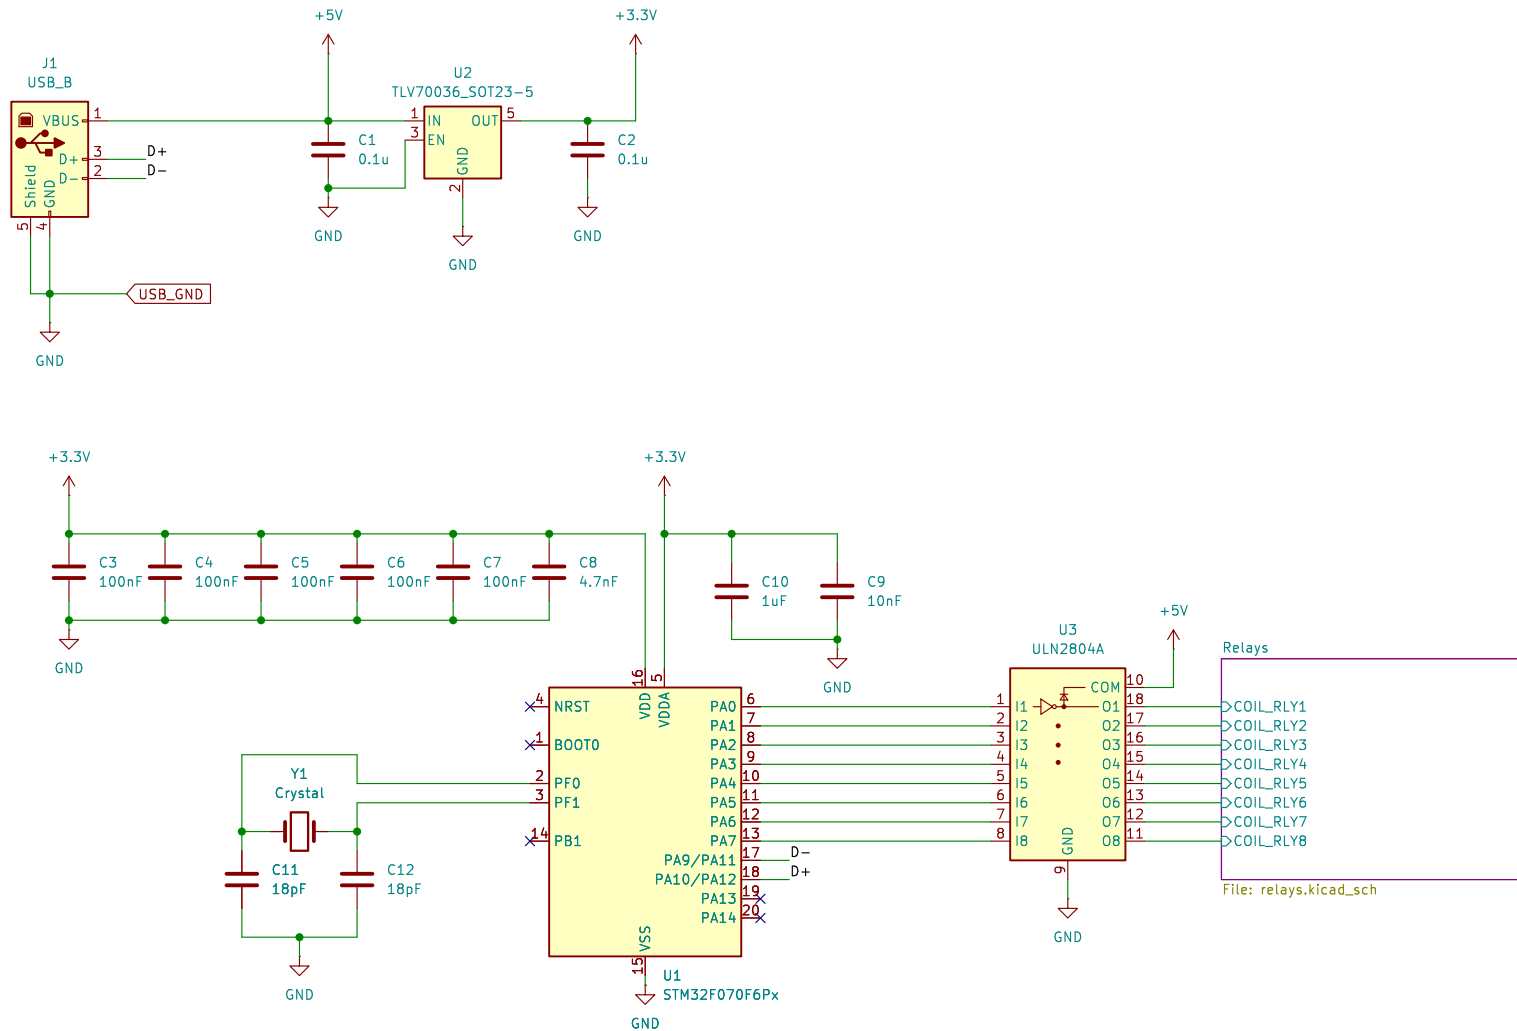 +5V
+3.3V
J1
USB_B
VBUS
1
D+
3
D-
2
Shield
GND
5
4
D+
D-
USB_GND
GND
C1
0.1u
GND
U2
TLV70036_SOT23-5
1
IN
3
EN
OUT
5
GND
2
GND
C2
0.1u
GND
+3.3V
+3.3V
C3
100nF
C4
100nF
C5
100nF
C6
100nF
C7
100nF
C8
4.7nF
GND
C10
1uF
C9
10nF
GND
16
VDD
5
VDDA
4
NRST
1
BOOT0
2
PF0
3
PF1
14
PB1
PA0
6
PA1
7
PA2
8
PA3
9
PA4
10
PA5
11
PA6
12
PA7
13
PA9/PA11
17
D-
PA10/PA12
18
D+
PA13
19
PA14
20
VSS
15
U1
STM32F070F6Px
GND
Y1
Crystal
C11
18pF
C12
18pF
GND
U3
ULN2804A
+5V
COM
10
1
I1
O1
18
2
I2
O2
17
3
I3
O3
16
4
I4
O4
15
5
I5
O5
14
6
I6
O6
13
7
I7
O7
12
8
I8
O8
11
GND
9
GND
Relays
COIL_RLY1
COIL_RLY2
COIL_RLY3
COIL_RLY4
COIL_RLY5
COIL_RLY6
COIL_RLY7
COIL_RLY8
File: relays.kicad_sch